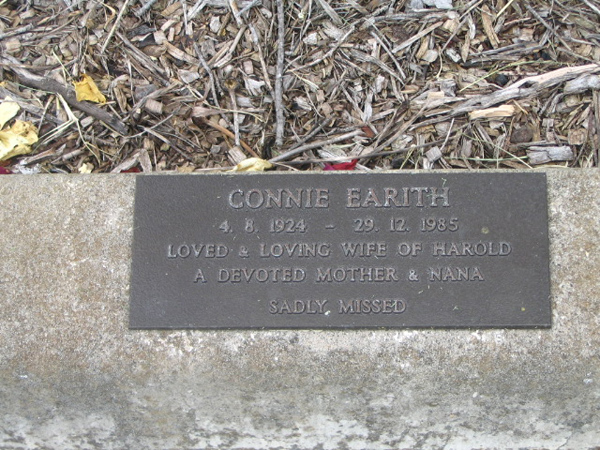 CONNIE EARITH
4. 8. 1924 - 29. 12. 1985
LOVED & LOVING WIFE OF HAROLD
A DEVOTED MOTHER & NANA
SADLY MISSED